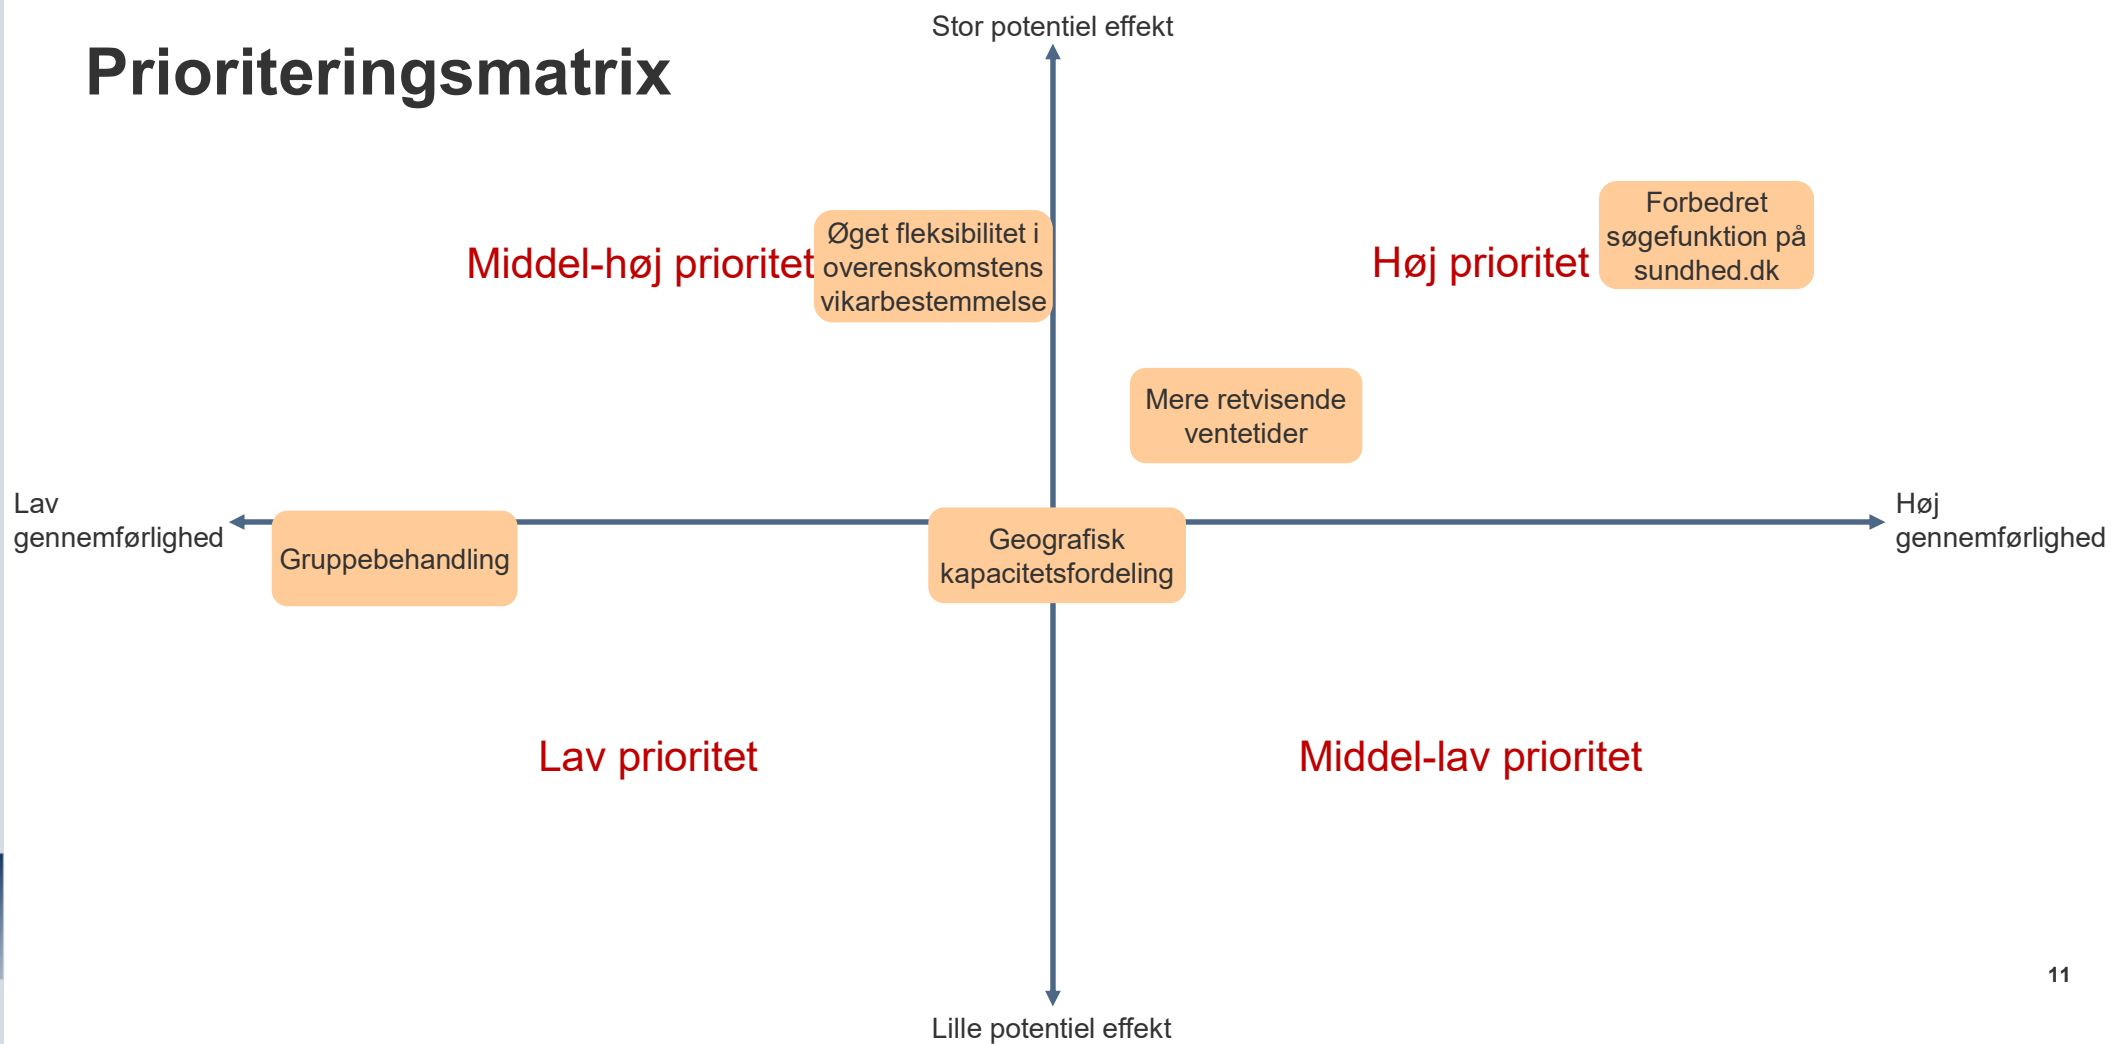 Prioriteringsmatrix
Stor potentiel effekt
Middel-høj prioritet
Øget fleksibilitet i
overenskomstens
vikarbestemmelse
Høj prioritet
Forbedret
søgefunktion på
sundhed.dk
Mere retvisende
ventetider
Lav
gennemførlighed
Gruppebehandling
Geografisk
kapacitetsfordeling
Høj
gennemførlighed
Lav prioritet
Middel-lav prioritet
Lille potentiel effekt
11